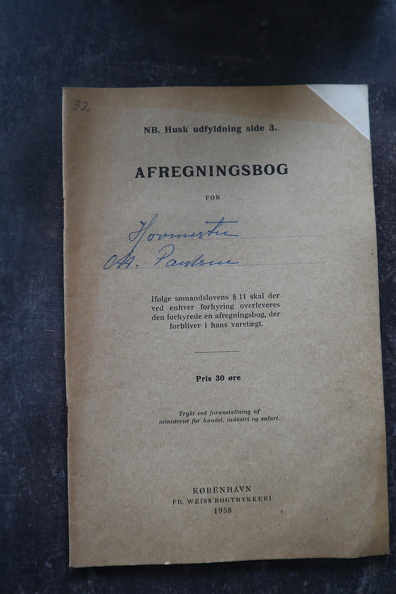 32
NB. Husk udfyldning side 3.
AFREGNINGSBOG
FOR
Hovmester
Paulsen
Ifølge sømandslovens § 11 skal der
ved enhver forhyring overleveres
den forhyrede en afregningsbog, der
forbliver i hans varetægt.
Pris 30 øre
Trykt ved foranstaltning af
ministeriet for handel, industri og søfart.
KØBENHAVN
FR. WEISS BOGTRYKKERI
1958